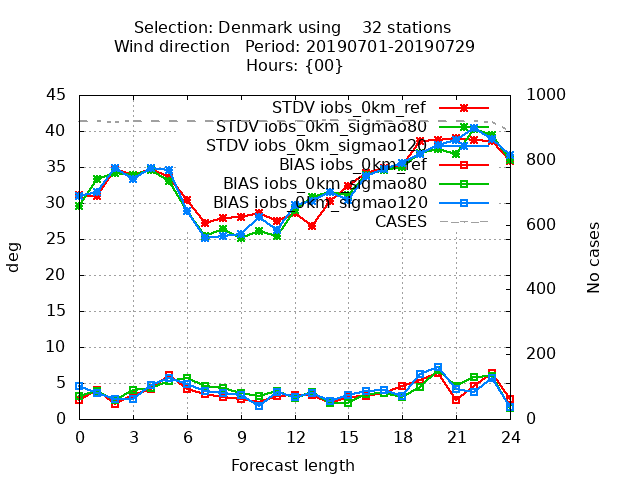 Selection: Denmark using    32 stations
Wind direction   Period: 20190701-20190729
Hours: {00}
45
40
35
30
25
20
15
10
5
0
deg
1000
800
600
400
200
0
No cases
STDV iobs_0km_ref
STDV iobs_0km_sigmao80
STDV iobs_0km_sigmao120
BIAS iobs_0km_ref
BIAS iobs_0km_sigmao80
BIAS iobs_0km_sigmao120
CASES
0 3 6 9 12 15 18 21 24
Forecast length